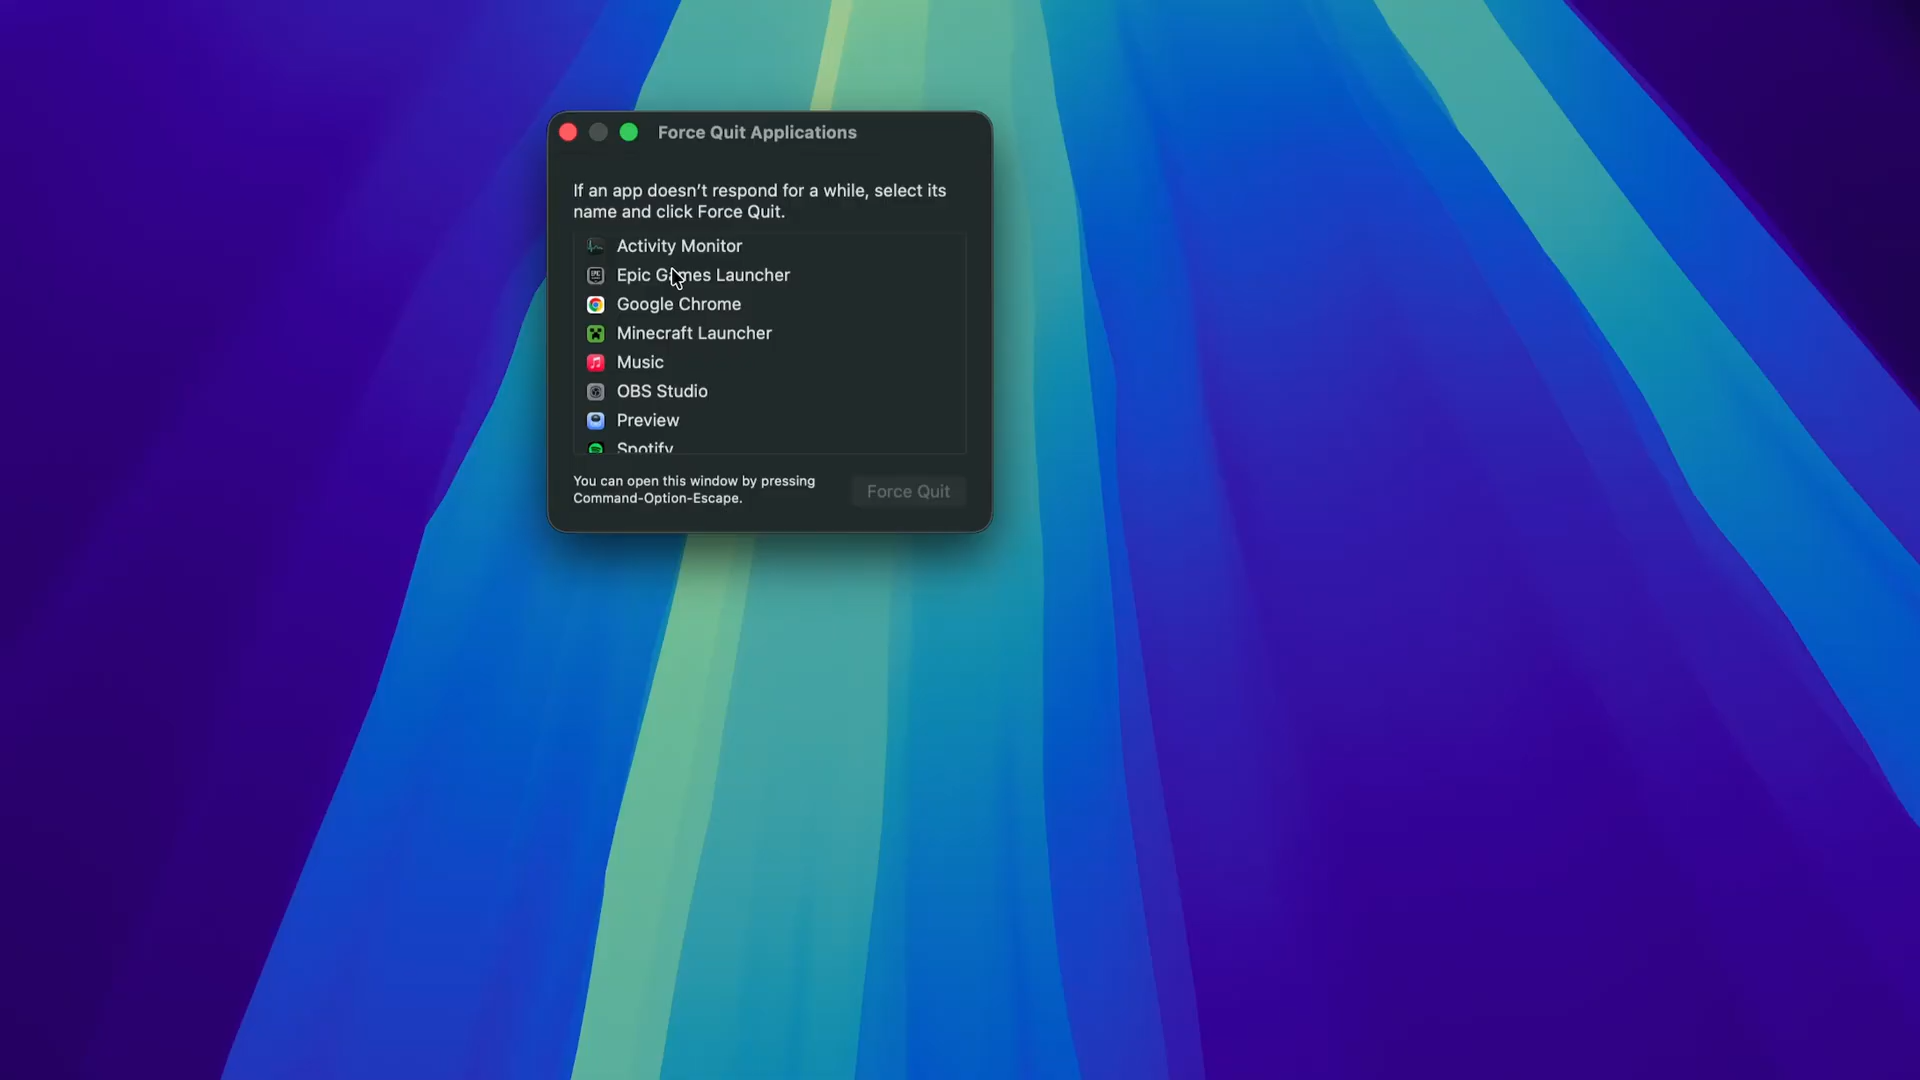 Force Quit Applications
If an app doesn't respond for a while, select its
name and click Force Quit.
Activity Monitor
Epic Games Launcher
Google Chrome
Minecraft Launcher
Music
OBS Studio
Preview
Spotify
You can open this window by pressing
Command-Option-Escape.
Force Quit